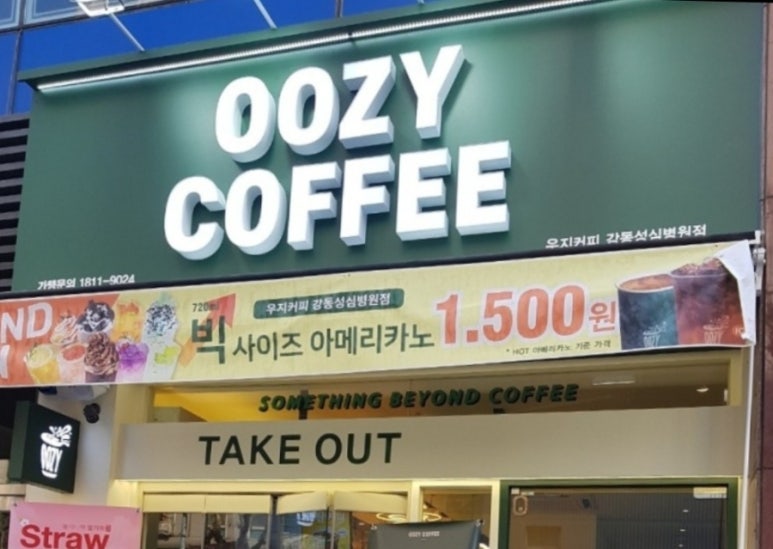 OOZY
COFFEE
우지커피 강동성심병원점
가맹문의 1811-9024
ND
우지커피 강동성심병원점
빅 사이즈 아메리카노 1.500원
* HOT 아메리카노 기준 가격
SOMETHING BEYOND COFFEE
TAKE OUT
OOZY
OOZY COFFEE
Straw